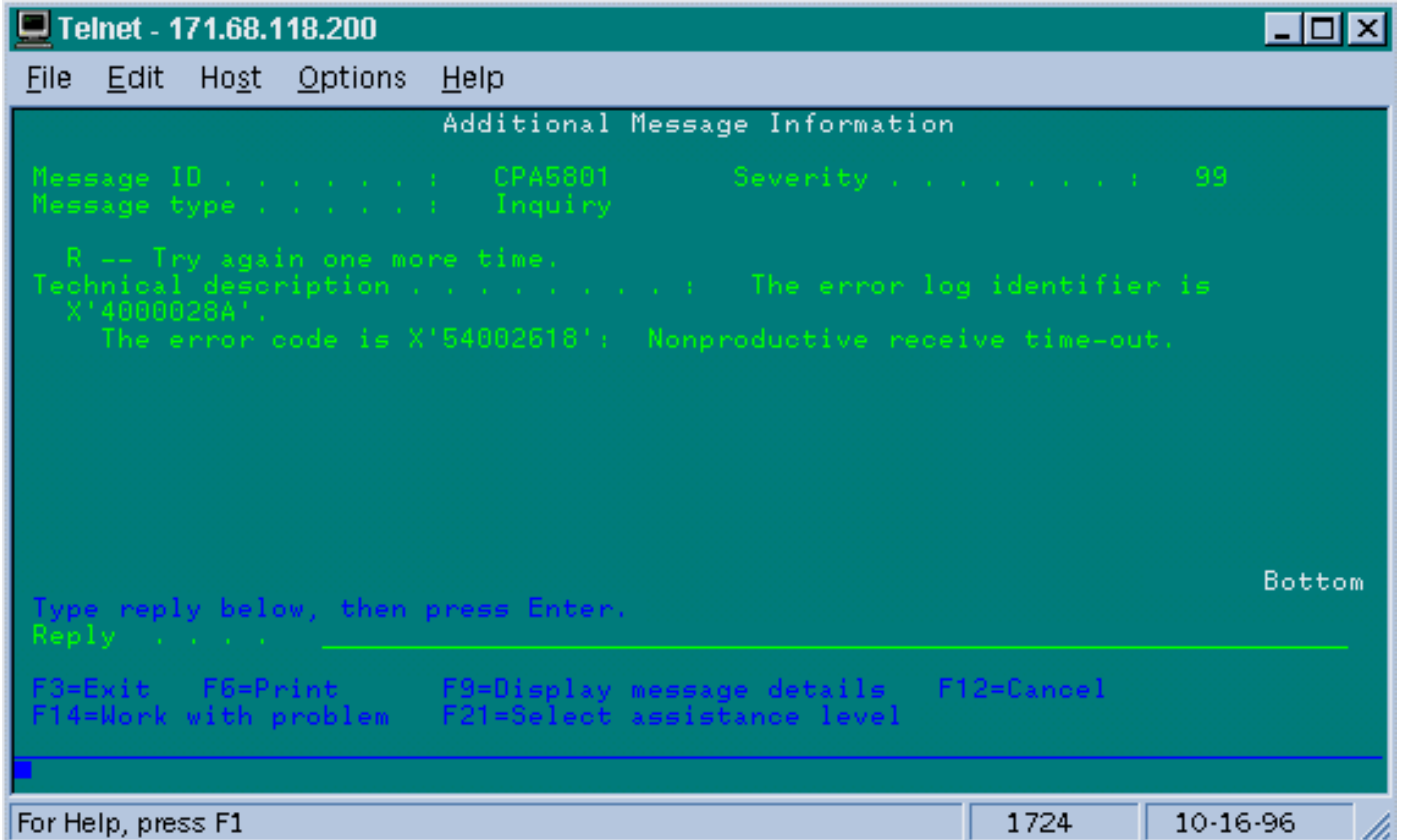 Telnet - 171.68.118.200
File Edit Host Options Help
Additional Message Information
Message ID . . . . . . : CPA5801 Severity . . . . . . . : 99
Message type . . . . . : Inquiry
R -- Try again one more time.
Technical description . . . . . . . . : The error log identifier is
X'4000028A'.
The error code is X'54002618': Nonproductive receive time-out.
Bottom
Type reply below, then press Enter.
Reply . . . .
F3=Exit F6=Print F9=Display message details F12=Cancel
F14=Work with problem F21=Select assistance level
For Help, press F1 1724 10-16-96